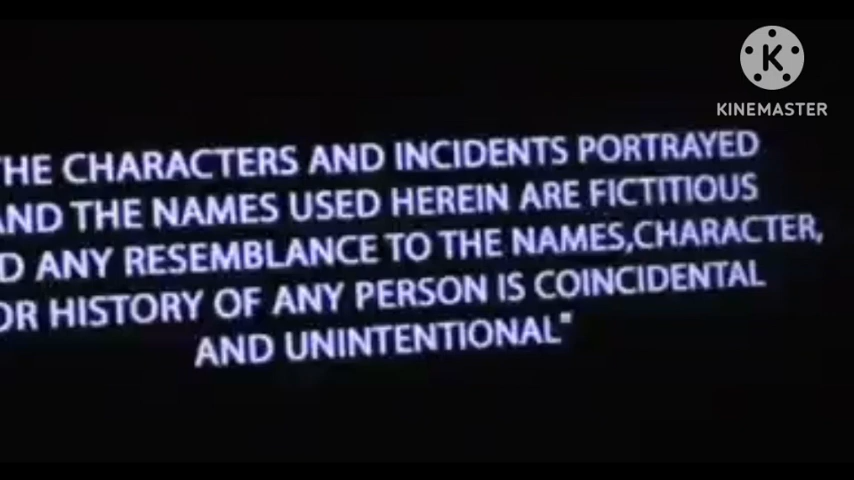 KINEMASTER
HE CHARACTERS AND INCIDENTS PORTRAYED
AND THE NAMES USED HEREIN ARE FICTITIOUS
D ANY RESEMBLANCE TO THE NAMES,CHARACTER,
OR HISTORY OF ANY PERSON IS COINCIDENTAL
AND UNINTENTIONAL"